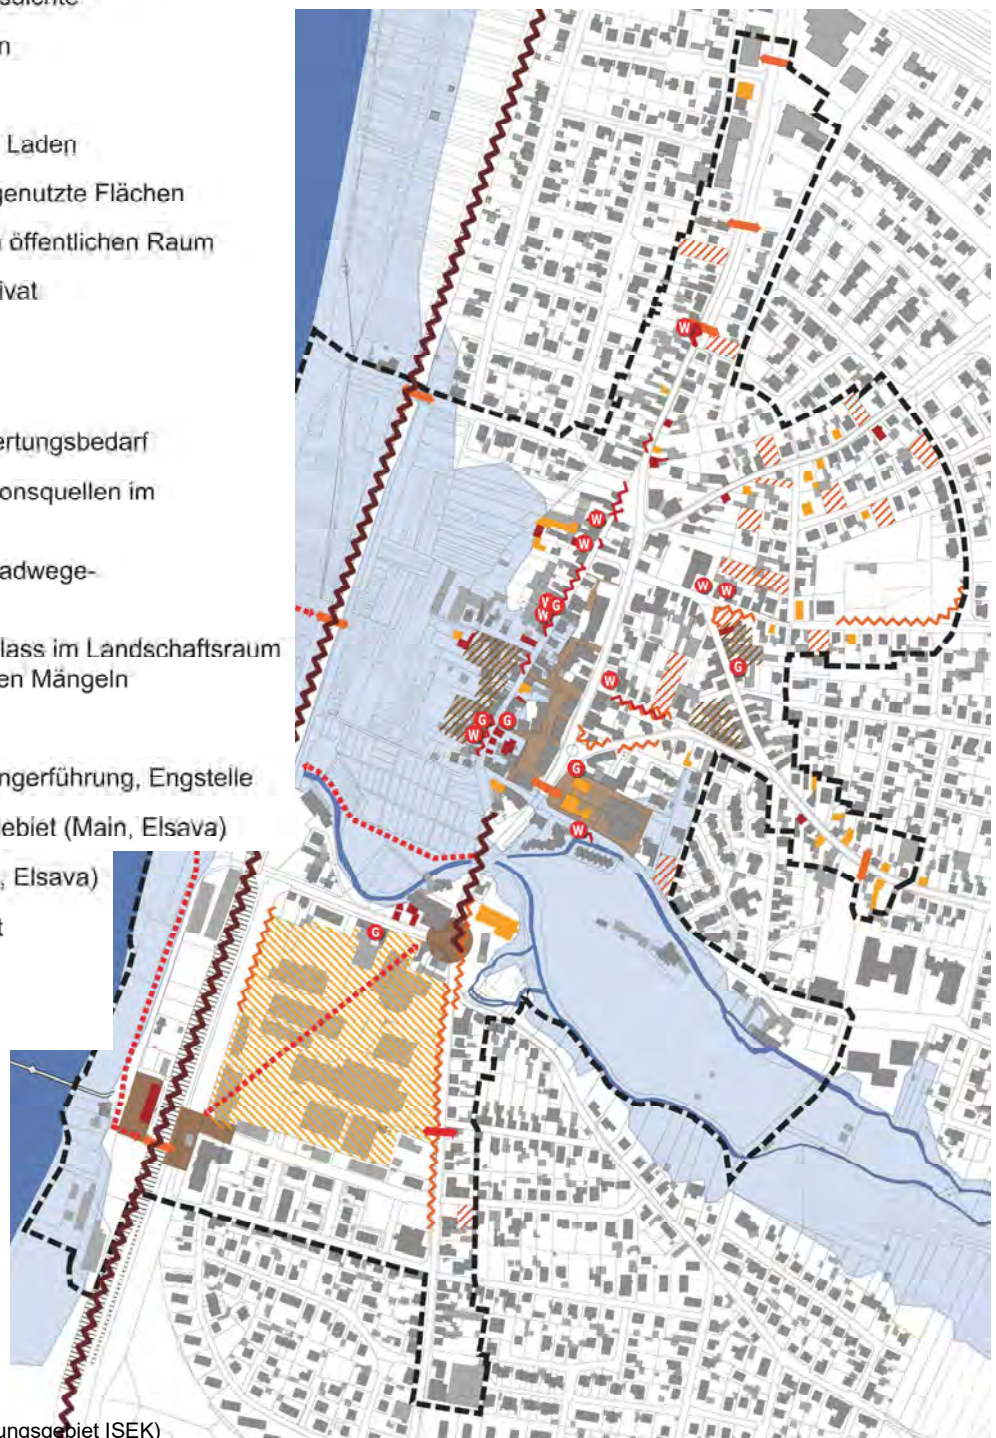 n
Laden
genutzte Flächen
öffentlichen Raum
ivat
ertungsbedarf
onsquellen im
adwege-
lass im Landschaftsraum
en Mängeln
ngerführung, Engstelle
ebiet (Main, Elsava)
, Elsava)
t
W
W
W
W
W
W
G
W
G
W
G
G
W
G
W
G
ungsgebiet ISEK)